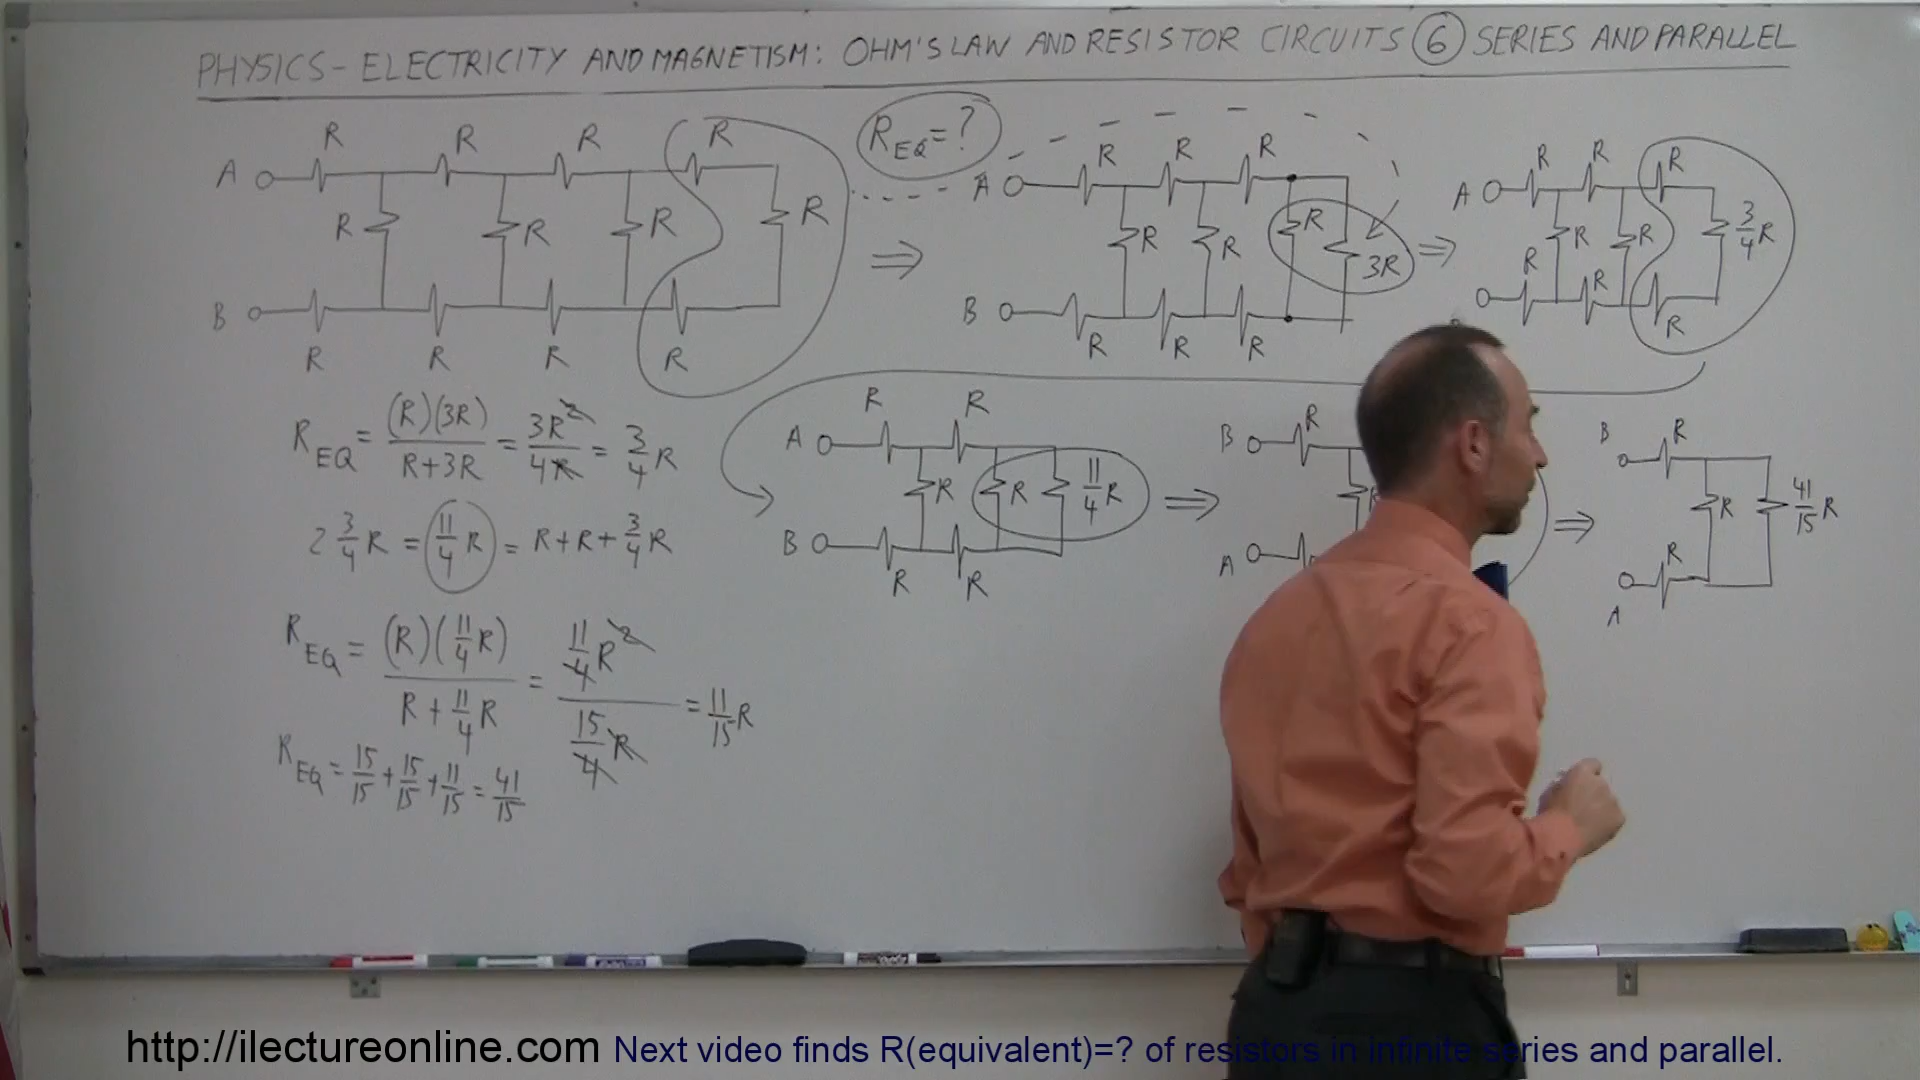 PHYSICS - ELECTRICITY AND MAGNETISM: OHM'S LAW AND RESISTOR CIRCUITS 6 SERIES AND PARALLEL
R R R R
A
R R R R
B
R R R R
R_EQ = ?
R R R
A
R R R 3R
B
R R R
R R R
A
R R 3/4 R
R R R
R R
A
R R 11/4 R
B
R R
R
B
A
R
B
R 41/15 R
R
A
R_EQ = (R)(3R) / R+3R = 3R² / 4R = 3/4 R
2 3/4 R = 11/4 R = R+R+ 3/4 R
R_EQ = (R)(11/4 R) / R + 11/4 R = 11/4 R² / 15/4 R = 11/15 R
R_EQ = 15/15 + 15/15 + 11/15 = 41/15
http://ilectureonline.com Next video finds R(equivalent)=? of resistors in infinite series and parallel.